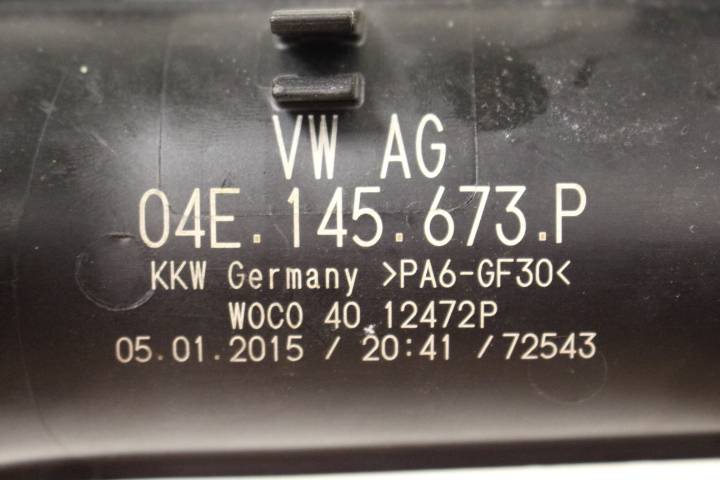 VW AG
04E.145.673.P
KKW Germany >PA6-GF30<
WOCO 40.12472P
05.01.2015 / 20:41 /72543